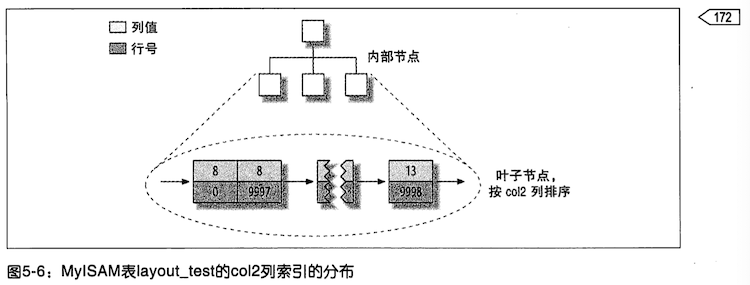 172
列值
行号
内部节点
8 8 13
0 9997 9998
叶子节点，
按 col2 列排序
图5-6：MyISAM表layout_test的col2列索引的分布